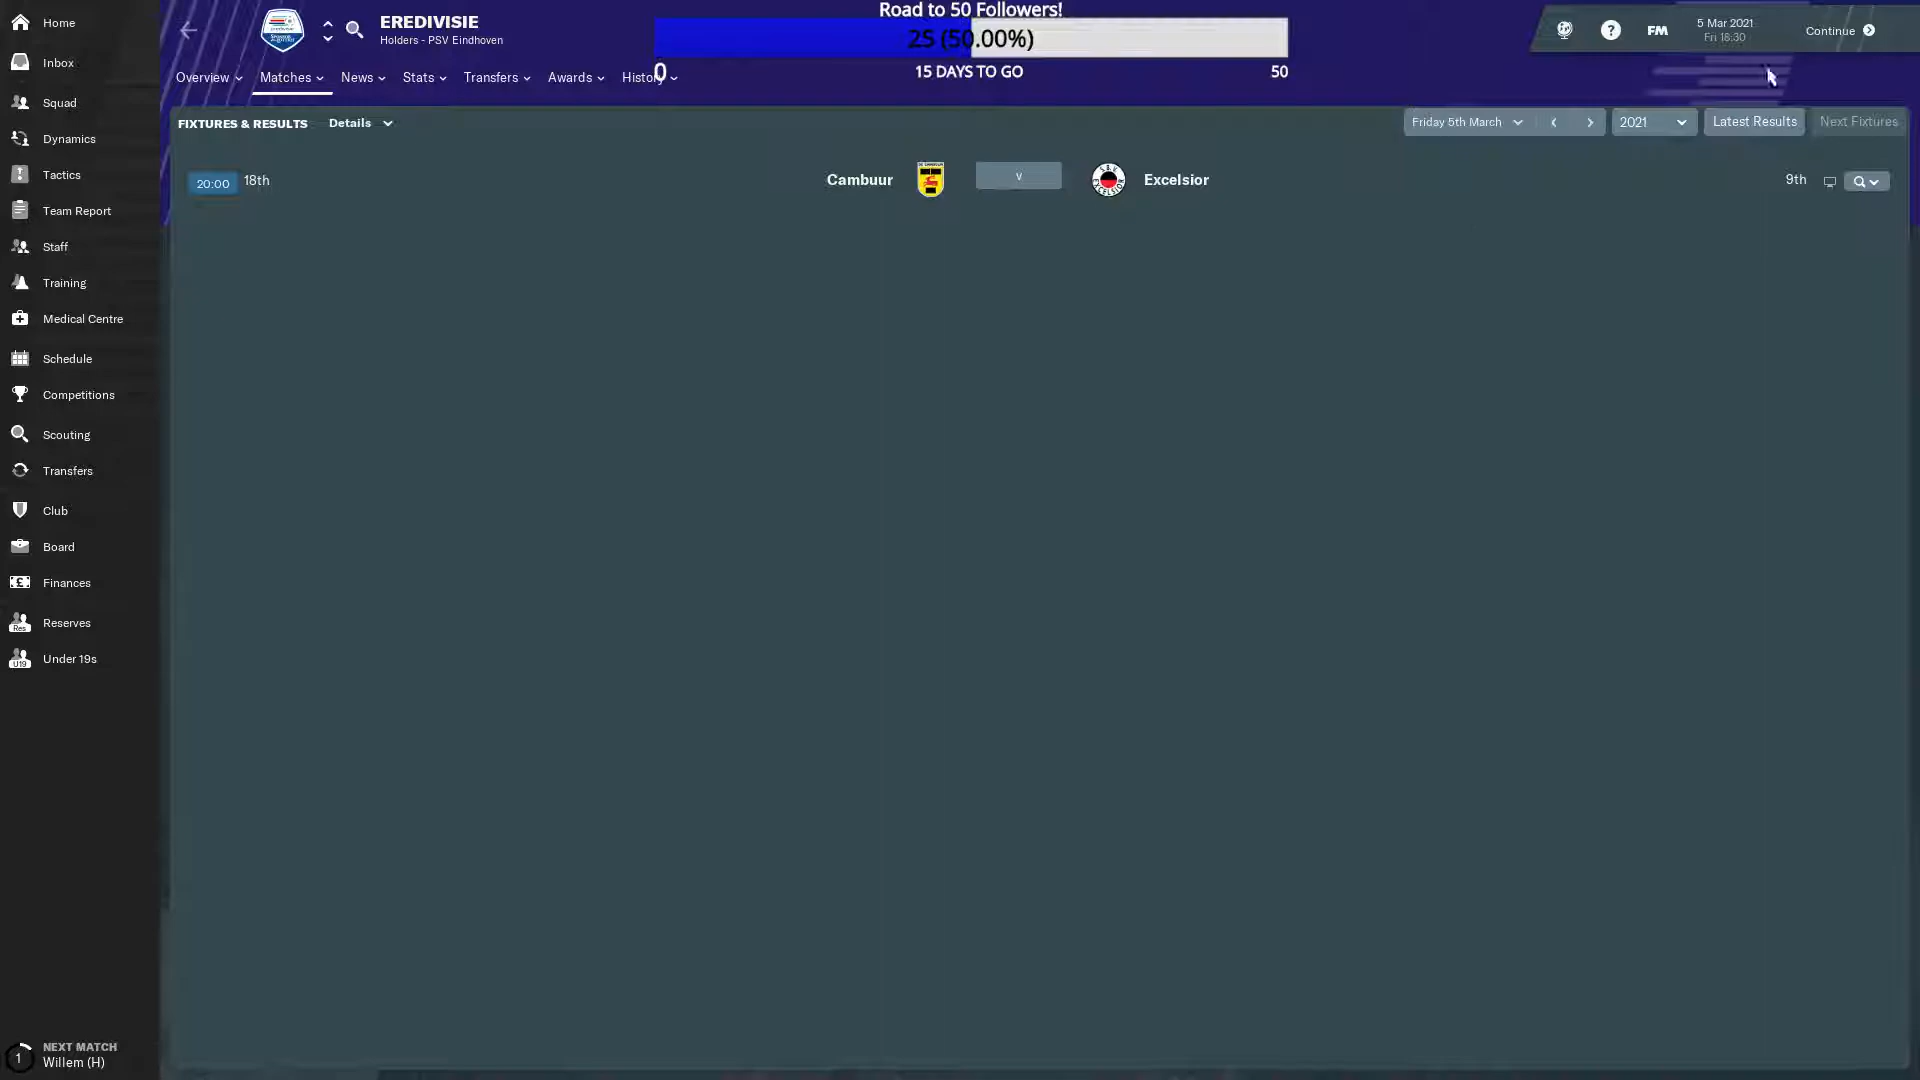 Home
Inbox
Squad
Dynamics
Tactics
Team Report
Staff
Training
Medical Centre
Schedule
Competitions
Scouting
Transfers
Club
Board
Finances
Res
Reserves
U19
Under 19s
1
NEXT MATCH
Willem (H)
EREDIVISIE
Holders - PSV Eindhoven
Road to 50 Followers!
25 (50.00%)
0
15 DAYS TO GO
50
?
FM
5 Mar 2021
Fri 18:30
Continue
Overview
Matches
News
Stats
Transfers
Awards
History
FIXTURES & RESULTS
Details
Friday 5th March
2021
Latest Results
Next Fixtures
20:00 18th Cambuur v Excelsior 9th